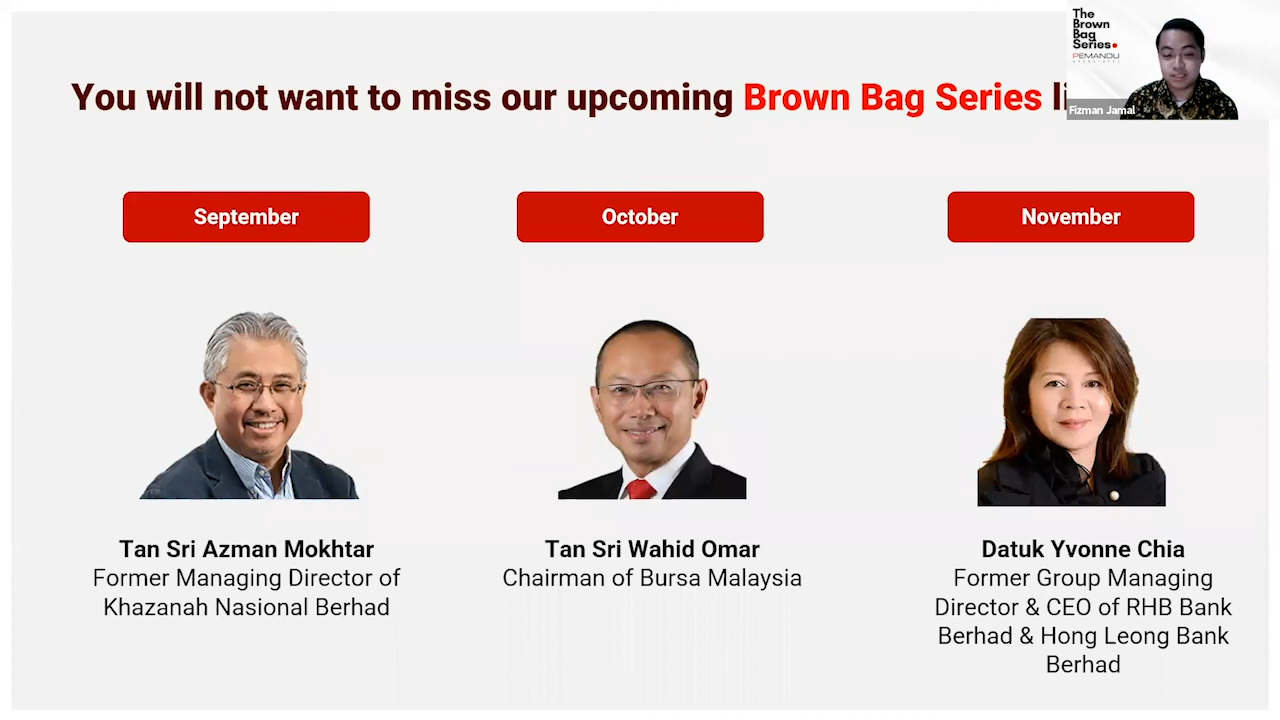 The
Brown
Bag
Series.
PEMANDU
ASSOCIATES
Fizman Jamal
You will not want to miss our upcoming Brown Bag Series li
September
October
November
Tan Sri Azman Mokhtar
Former Managing Director of
Khazanah Nasional Berhad
Tan Sri Wahid Omar
Chairman of Bursa Malaysia
Datuk Yvonne Chia
Former Group Managing
Director & CEO of RHB Bank
Berhad & Hong Leong Bank
Berhad